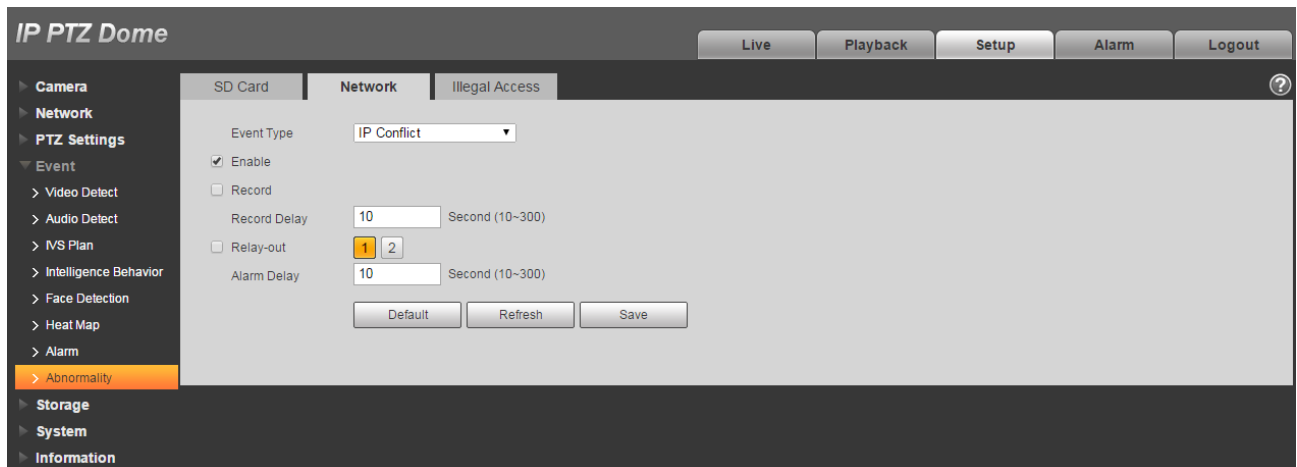 IP PTZ Dome
Live Playback Setup Alarm Logout
Camera
Network
PTZ Settings
Event
Video Detect
Audio Detect
IVS Plan
Intelligence Behavior
Face Detection
Heat Map
Alarm
Abnormality
Storage
System
Information
SD Card Network Illegal Access
?
Event Type IP Conflict
Enable
Record
Record Delay 10 Second (10~300)
Relay-out 1 2
Alarm Delay 10 Second (10~300)
Default Refresh Save